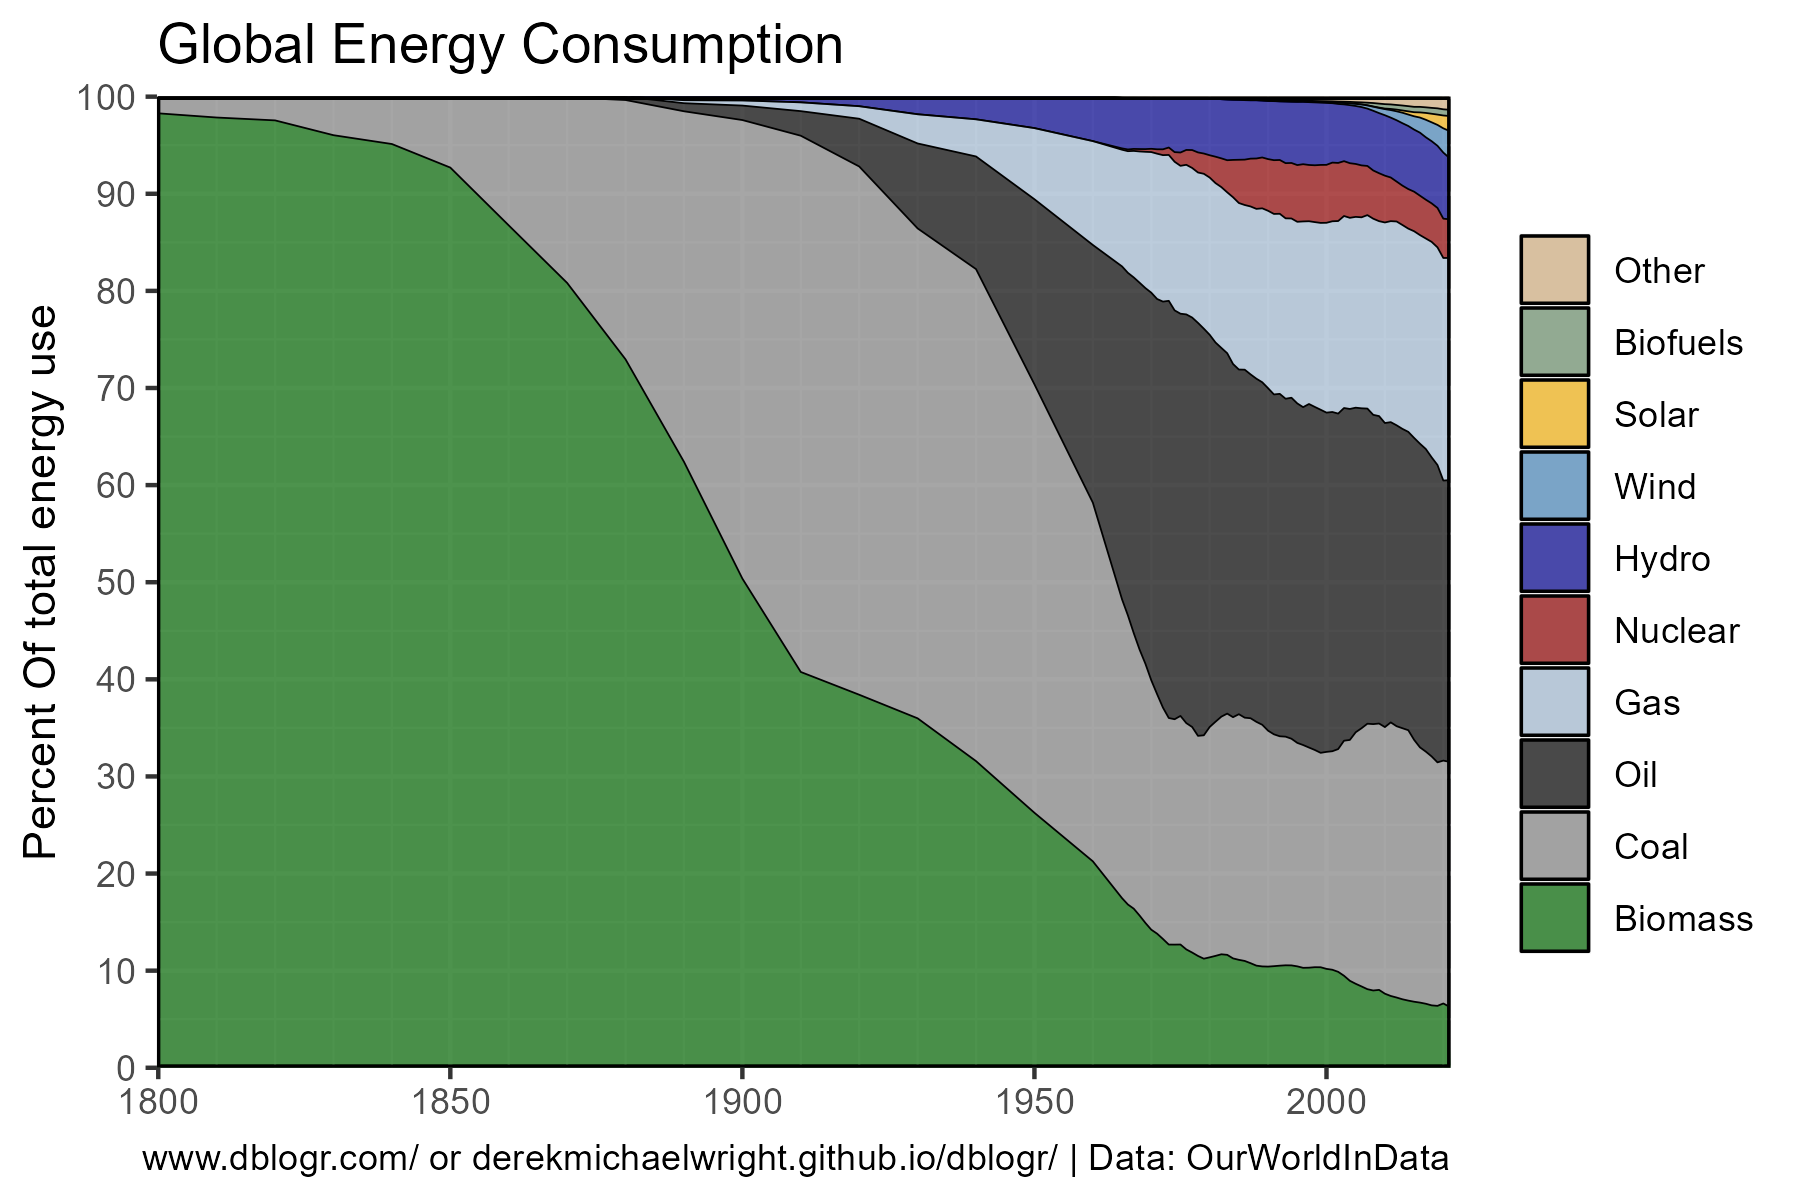 Global Energy Consumption
Percent Of total energy use
100
90
80
70
60
50
40
30
20
10
0
1800 1850 1900 1950 2000
Other
Biofuels
Solar
Wind
Hydro
Nuclear
Gas
Oil
Coal
Biomass
www.dblogr.com/ or derekmichaelwright.github.io/dblogr/ | Data: OurWorldInData